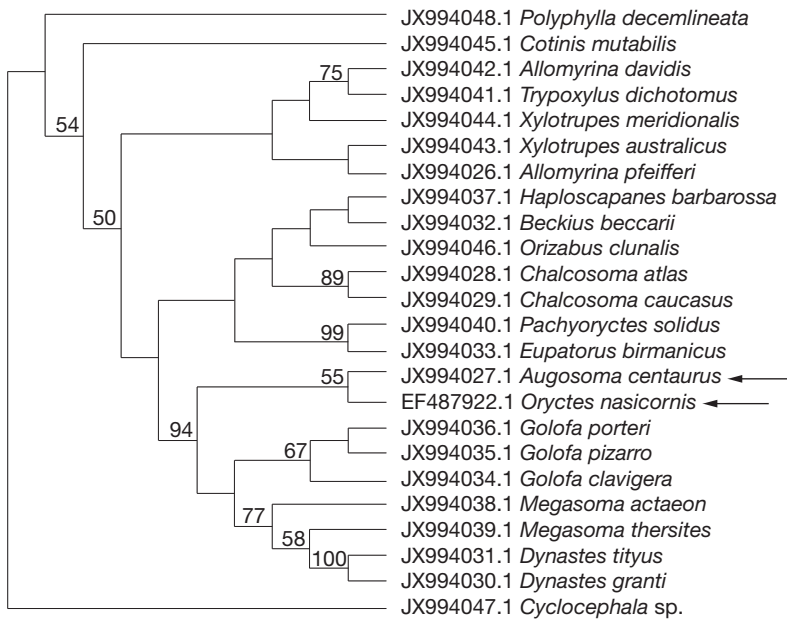 JX994048.1 Polyphylla decemlineata
JX994045.1 Cotinis mutabilis
54
75
JX994042.1 Allomyrina davidis
JX994041.1 Trypoxylus dichotomus
JX994044.1 Xylotrupes meridionalis
JX994043.1 Xylotrupes australicus
JX994026.1 Allomyrina pfeifferi
50
JX994037.1 Haploscapanes barbarossa
JX994032.1 Beckius beccarii
JX994046.1 Orizabus clunalis
89
JX994028.1 Chalcosoma atlas
JX994029.1 Chalcosoma caucasus
99
JX994040.1 Pachyoryctes solidus
JX994033.1 Eupatorus birmanicus
55
JX994027.1 Augosoma centaurus
EF487922.1 Oryctes nasicornis
94
JX994036.1 Golofa porteri
67
JX994035.1 Golofa pizarro
JX994034.1 Golofa clavigera
77
JX994038.1 Megasoma actaeon
58
JX994039.1 Megasoma thersites
100
JX994031.1 Dynastes tityus
JX994030.1 Dynastes granti
JX994047.1 Cyclocephala sp.